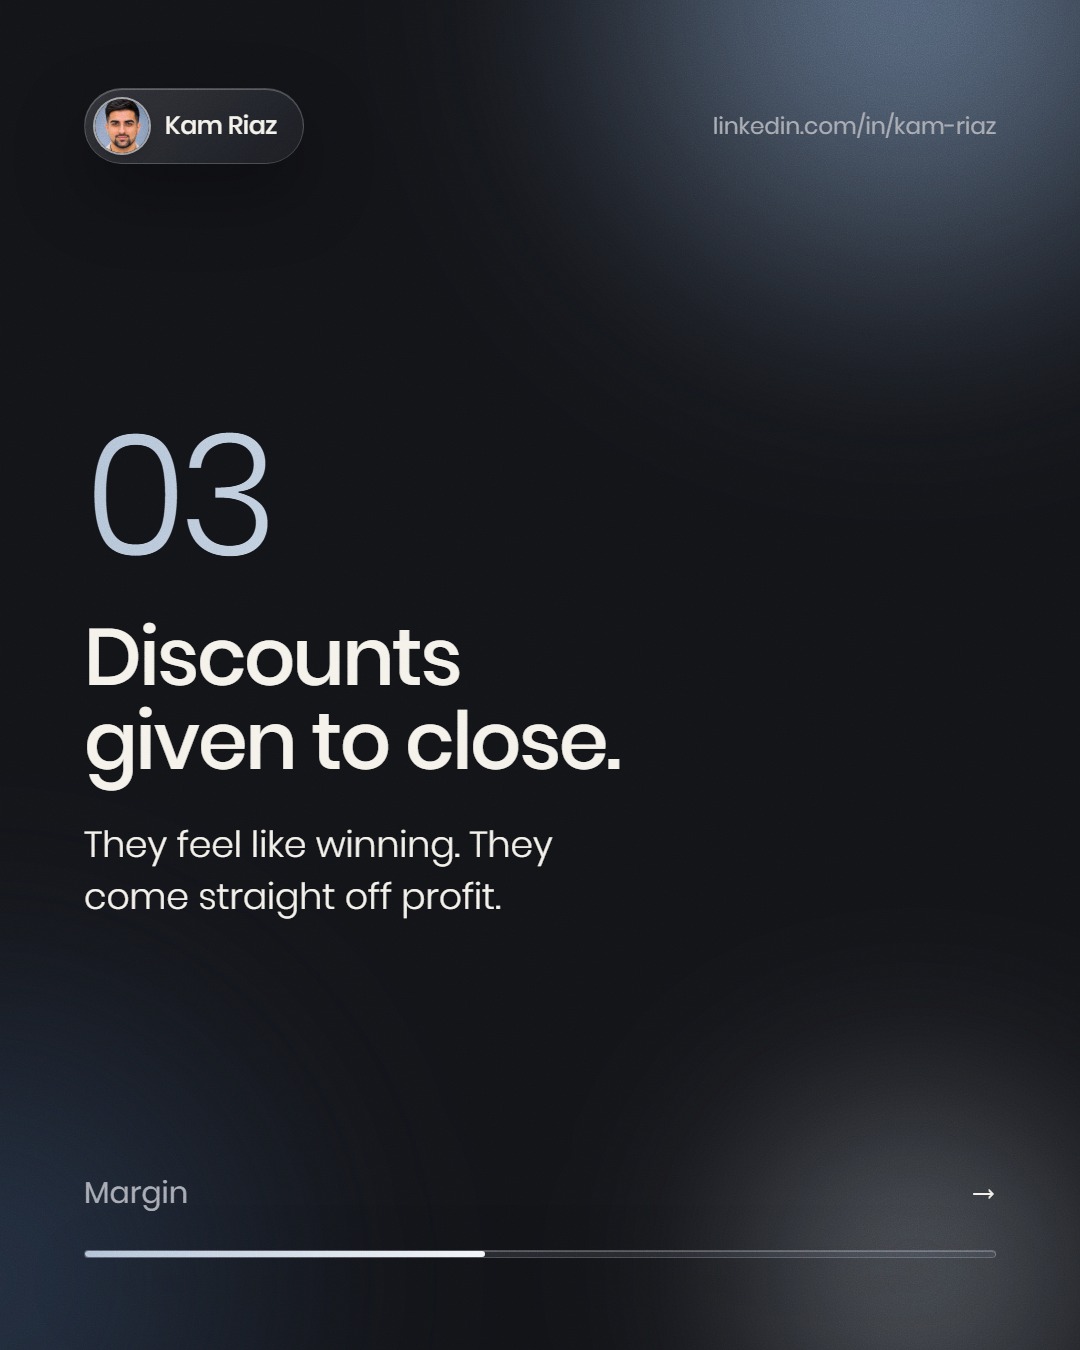 Kam Riaz
linkedin.com/in/kam-riaz
03
Discounts
given to close.
They feel like winning. They
come straight off profit.
Margin
→